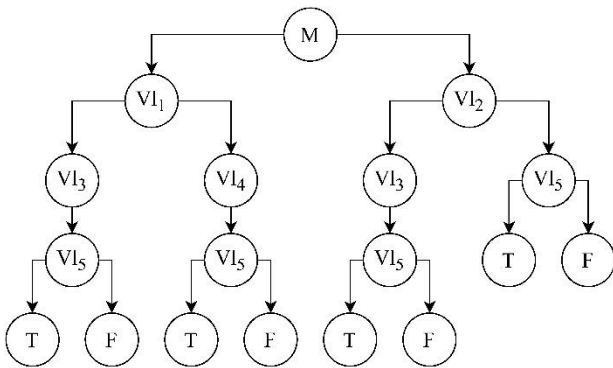 M
Vl₁ Vl₂
Vl₃ Vl₄ Vl₃ Vl₅
Vl₅ Vl₅ Vl₅ T F
T F T F T F